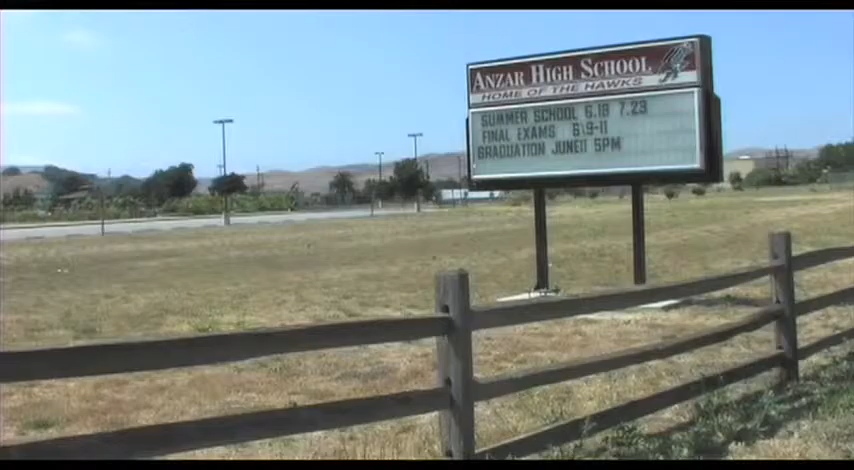 ANZAR HIGH SCHOOL
HOME OF THE HAWKS
SUMMER SCHOOL 6.18 7.23
FINAL EXAMS 6\9-11
GRADUATION JUNE11 5PM